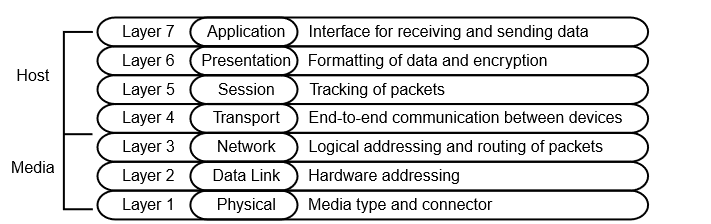 Host
Media
Layer 7 Application Interface for receiving and sending data
Layer 6 Presentation Formatting of data and encryption
Layer 5 Session Tracking of packets
Layer 4 Transport End-to-end communication between devices
Layer 3 Network Logical addressing and routing of packets
Layer 2 Data Link Hardware addressing
Layer 1 Physical Media type and connector